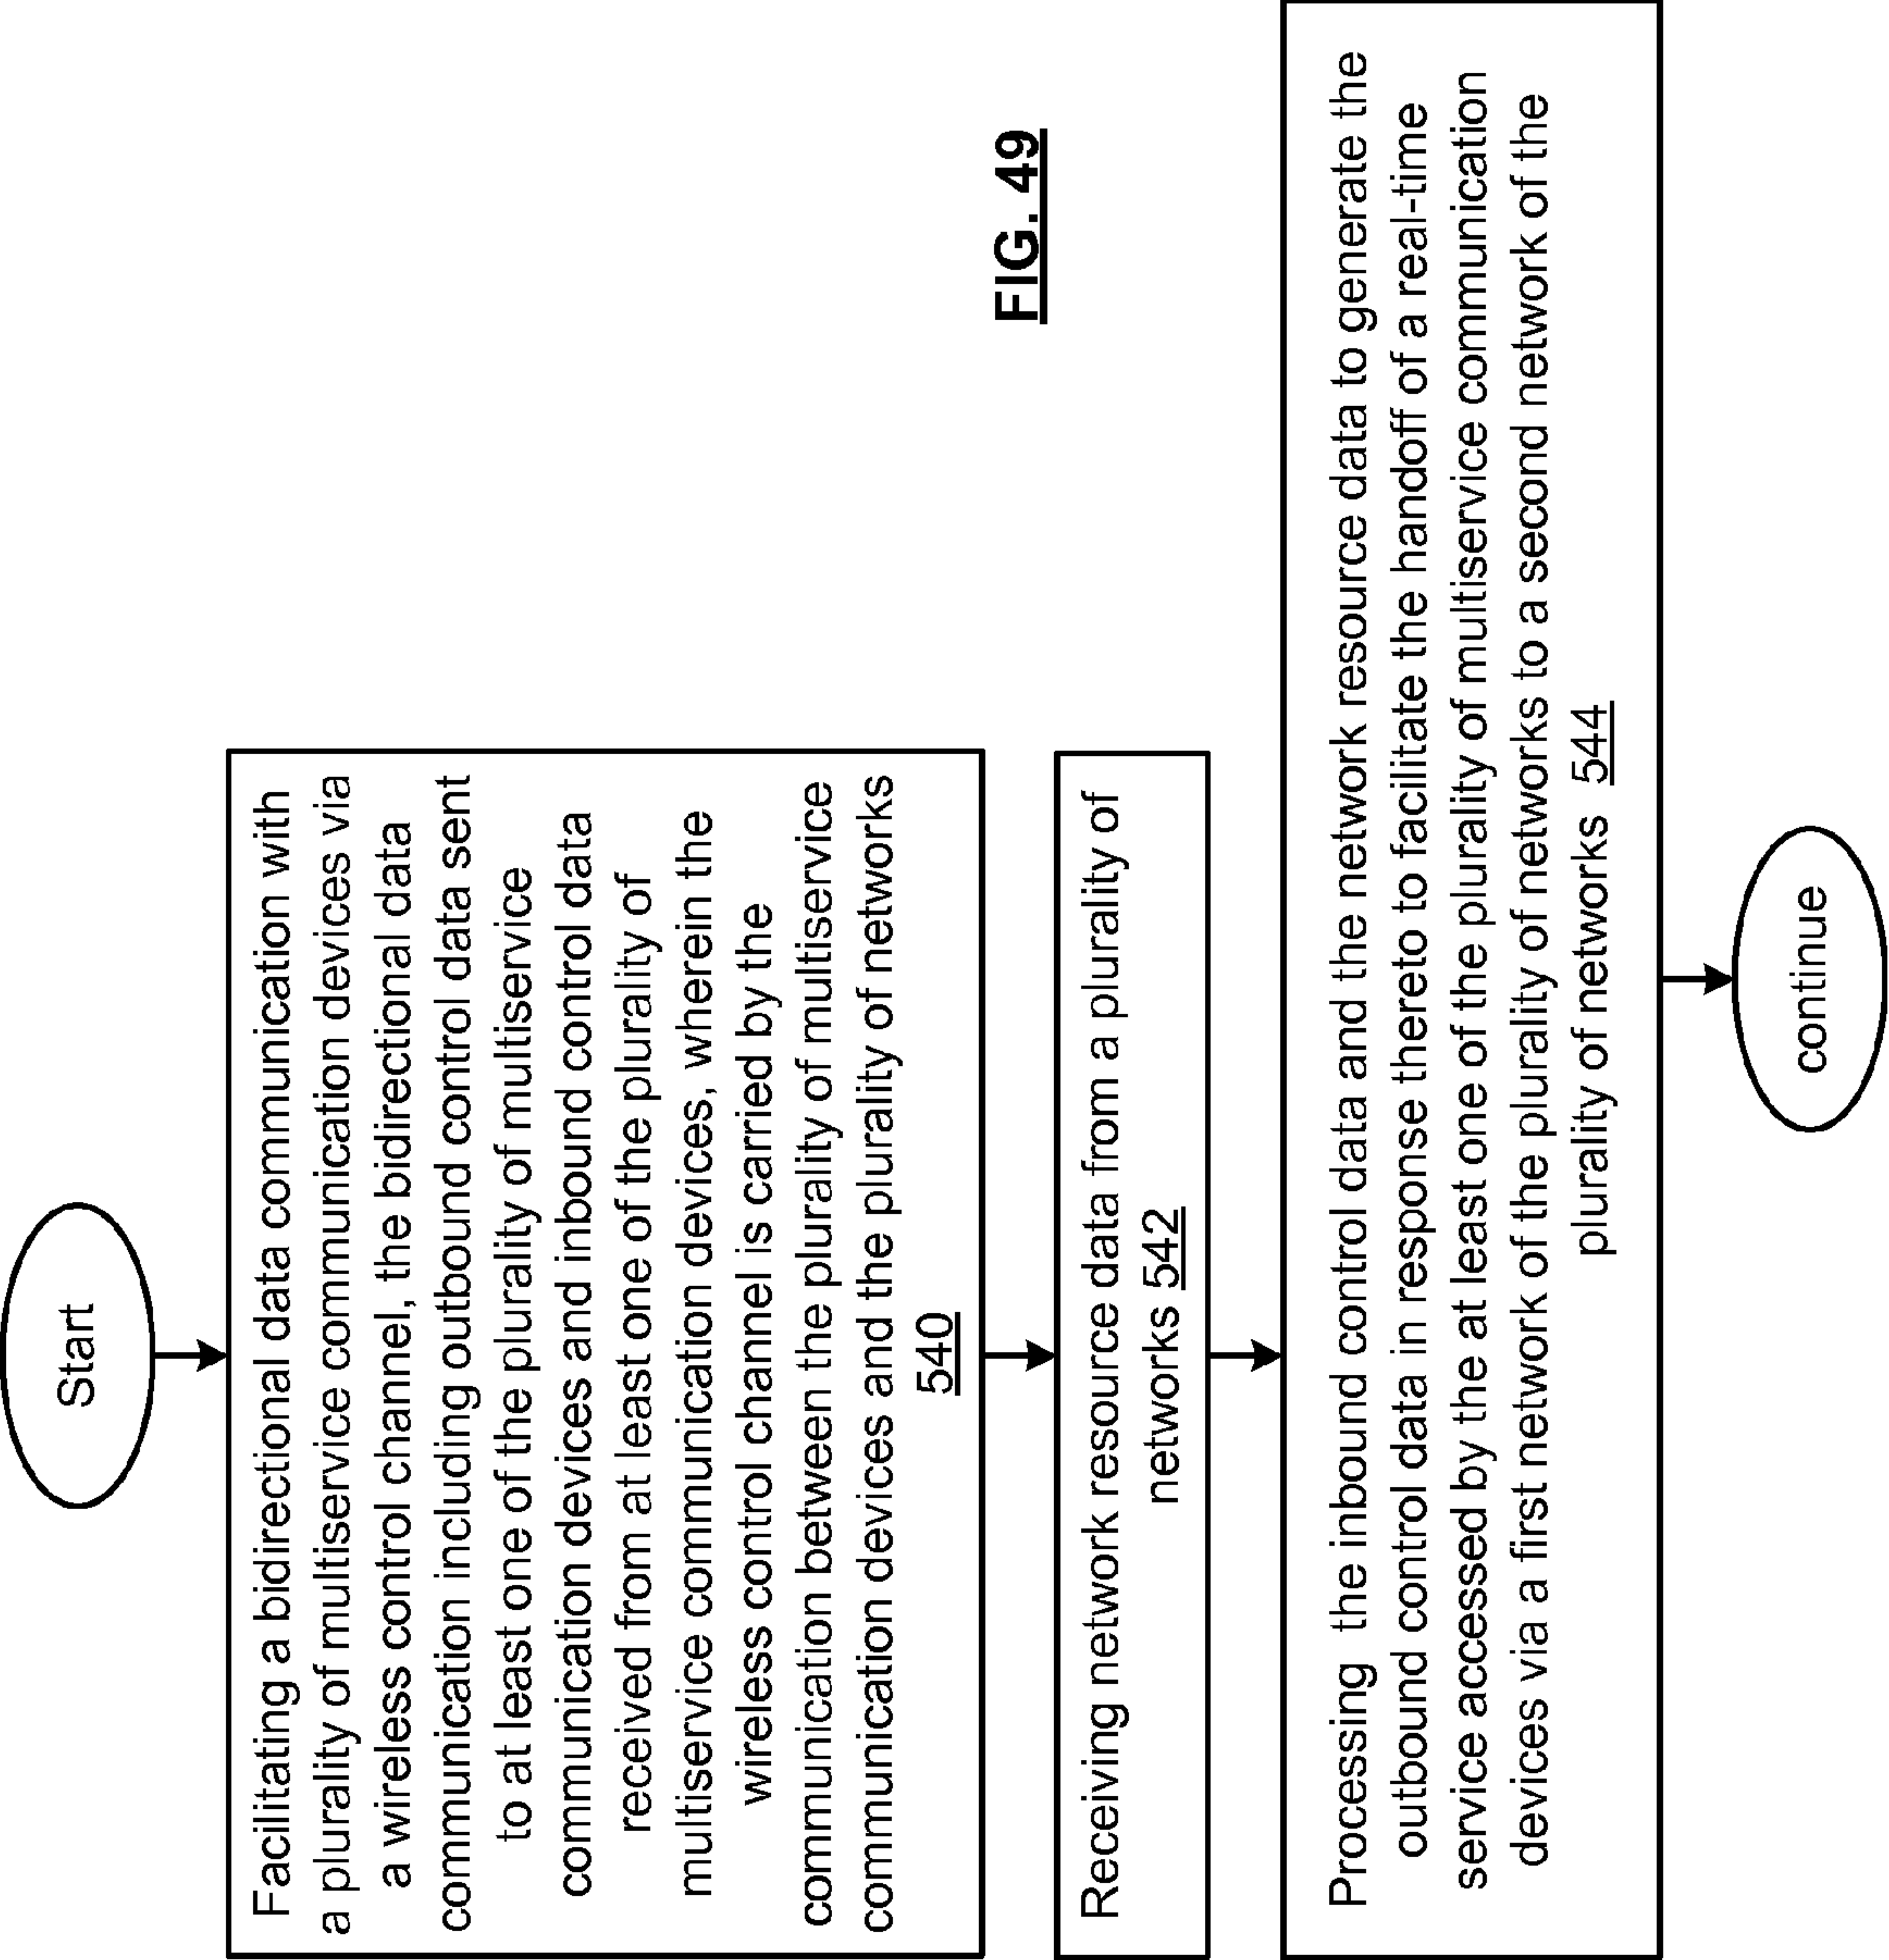 Start
Facilitating a bidirectional data communication with
a plurality of multiservice communication devices via
a wireless control channel, the bidirectional data
communication including outbound control data sent
to at least one of the plurality of multiservice
communication devices and inbound control data
received from at least one of the plurality of
multiservice communication devices, wherein the
wireless control channel is carried by the
communication between the plurality of multiservice
communication devices and the plurality of networks
540
FIG. 49
Receiving network resource data from a plurality of
networks 542
Processing the inbound control data and the network resource data to generate the
outbound control data in response thereto to facilitate the handoff of a real-time
service accessed by the at least one of the plurality of multiservice communication
devices via a first network of the plurality of networks to a second network of the
plurality of networks 544
continue